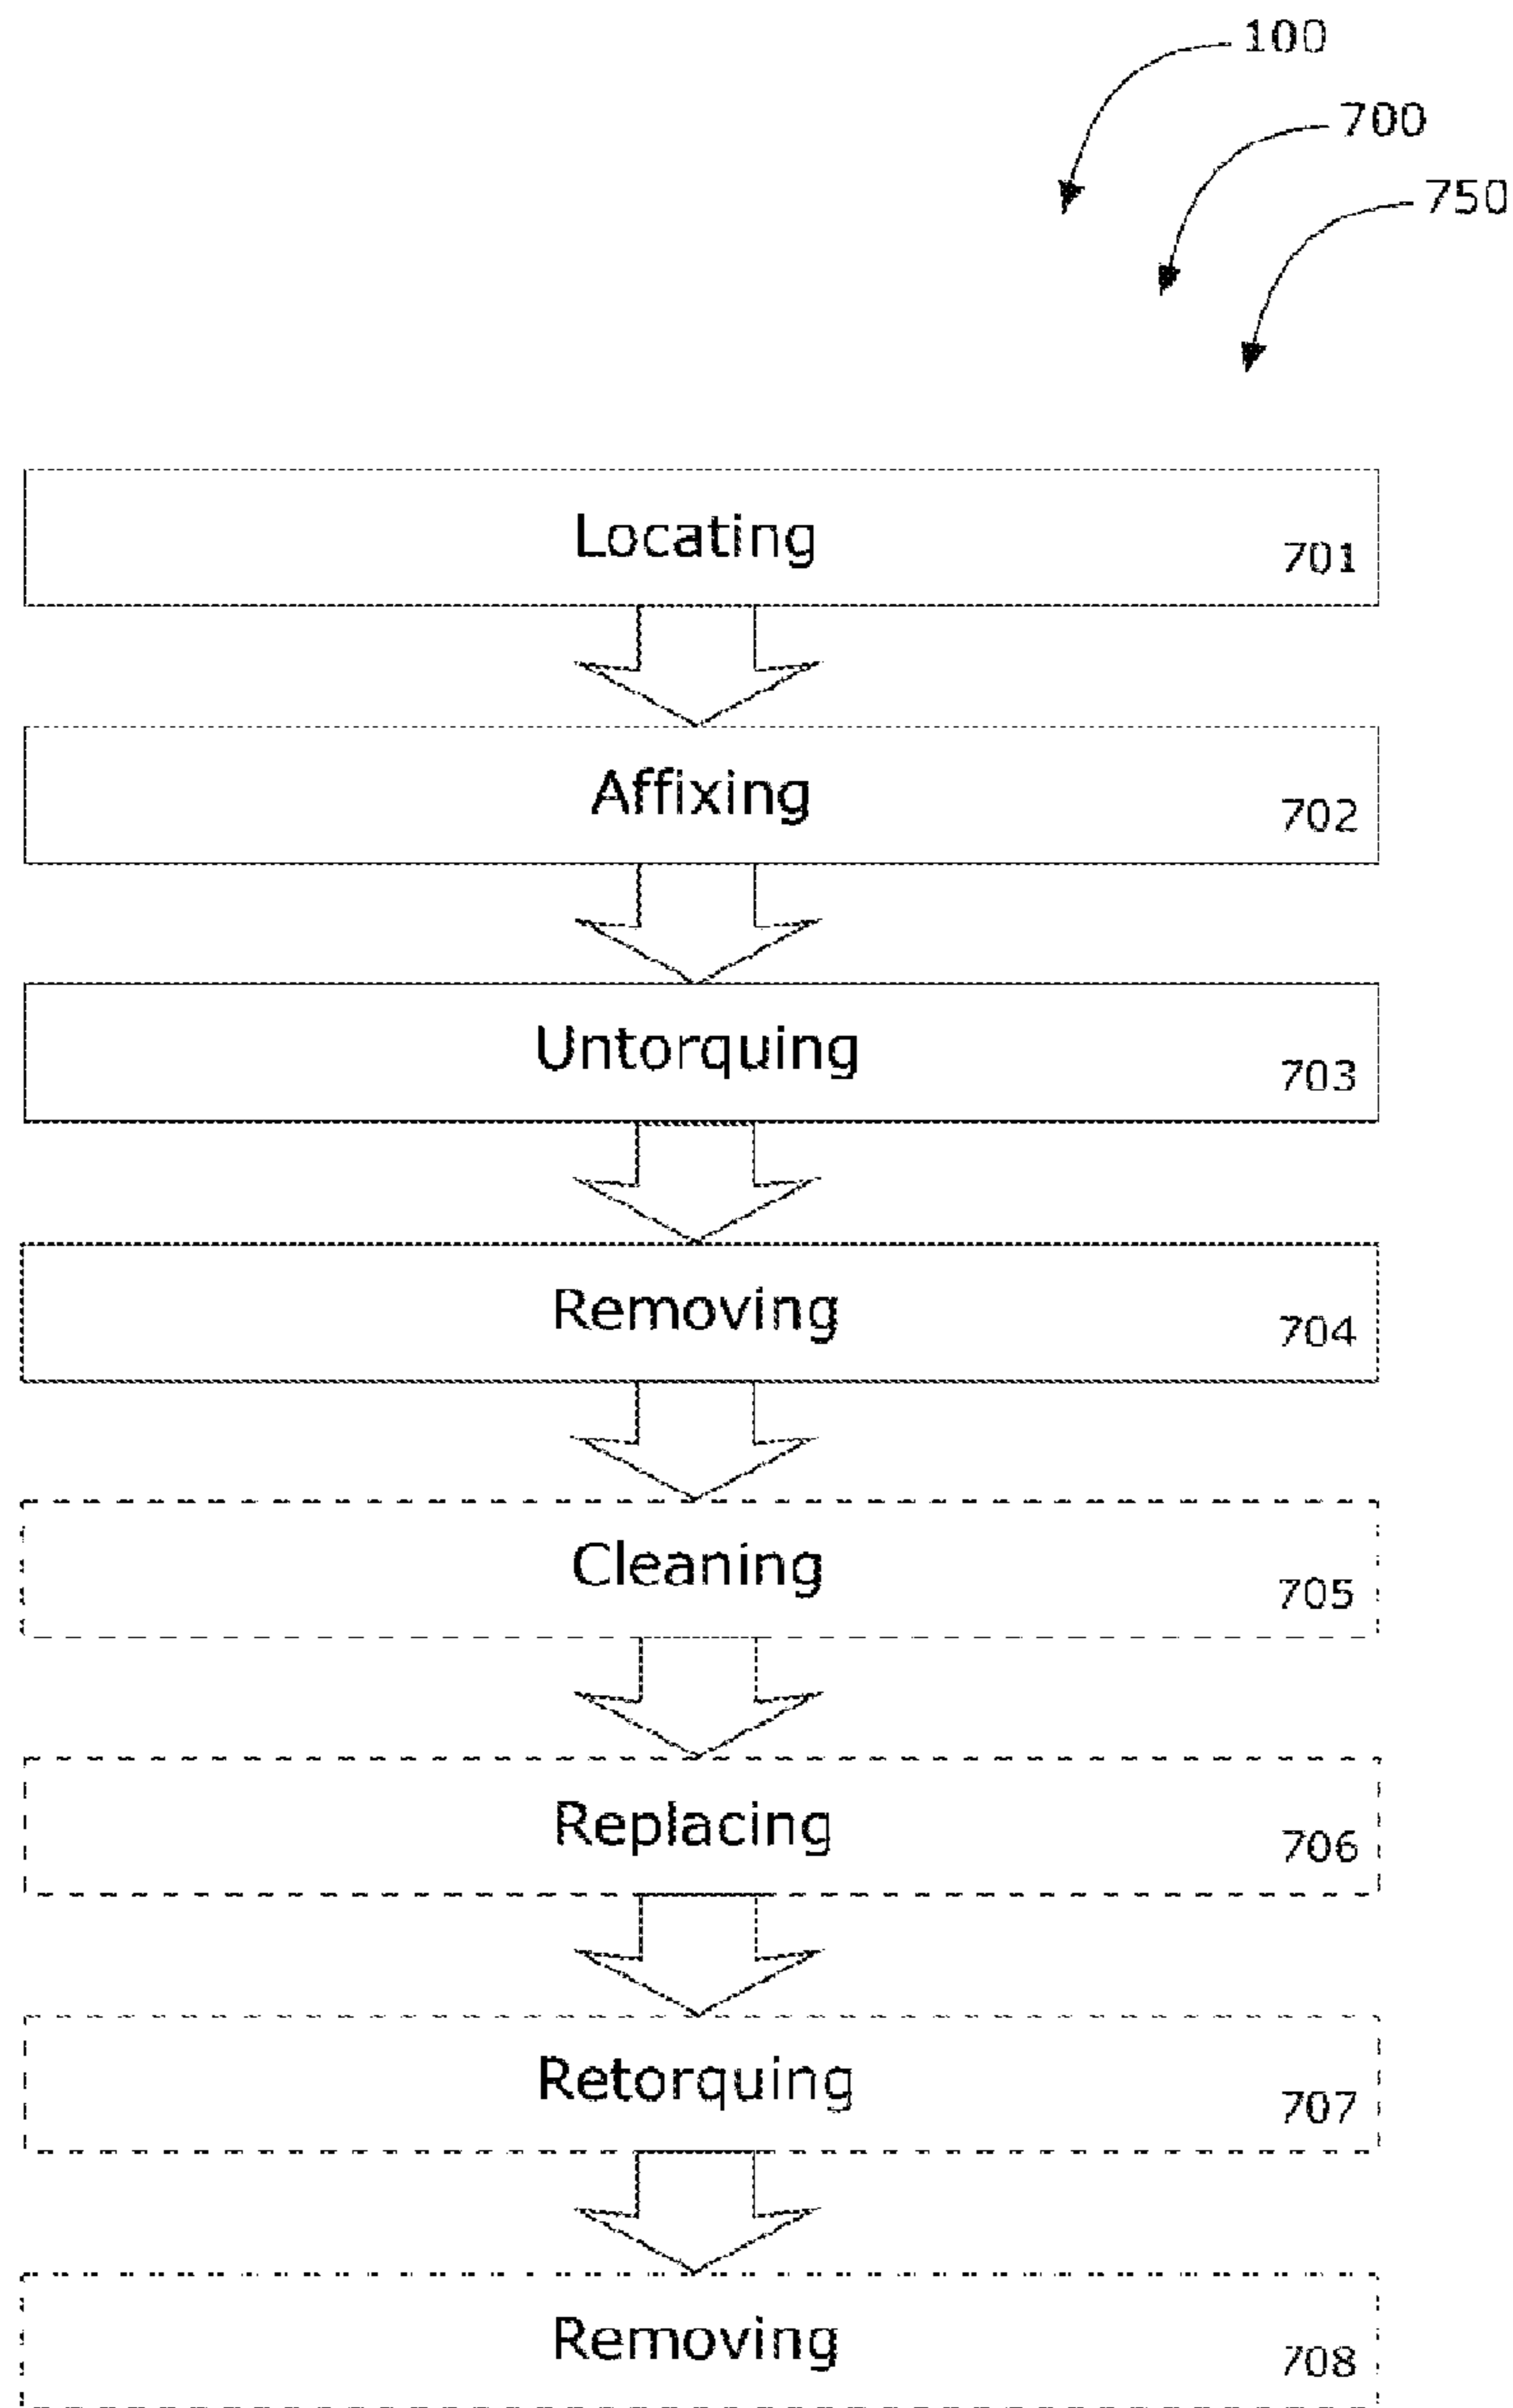 100
700
750
Locating
701
Affixing
702
Untorquing
703
Removing
704
Cleaning
705
Replacing
706
Retorquing
707
Removing
708